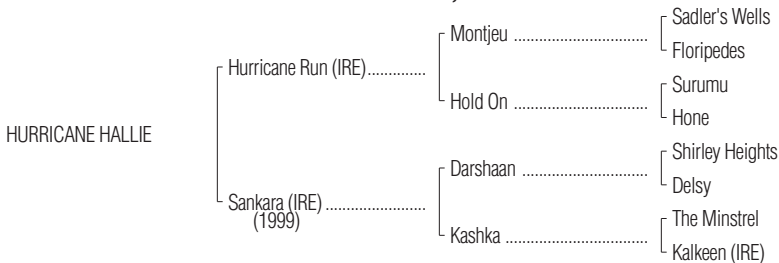 Sadler's Wells
Montjeu ................................
Floripedes
Hurricane Run (IRE)..............
Surumu
Hold On ................................
Hone
HURRICANE HALLIE
Shirley Heights
Darshaan ..............................
Delsy
Sankara (IRE) ........................
(1999)
The Minstrel
Kashka ..................................
Kalkeen (IRE)